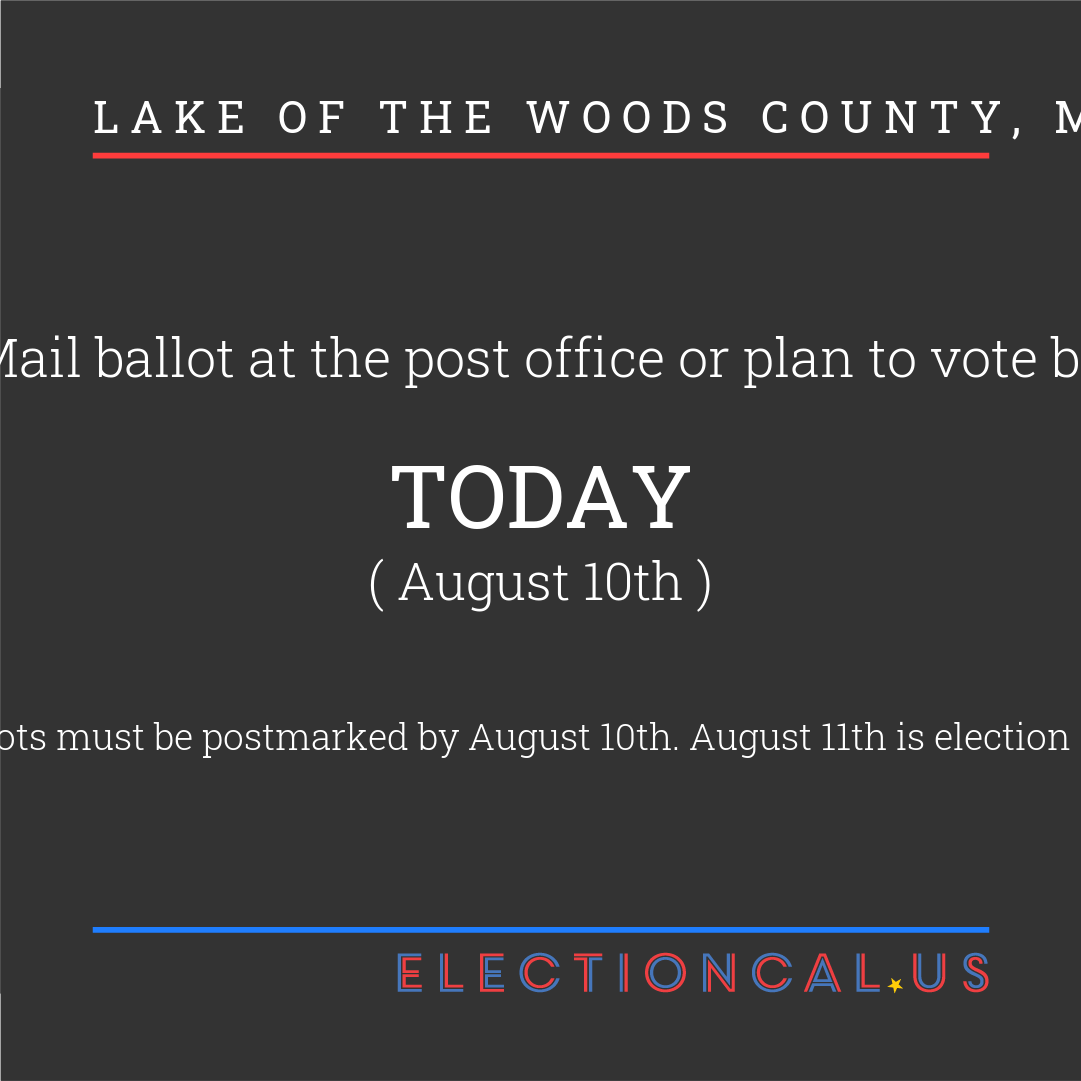 LAKE OF THE WOODS COUNTY, M
Mail ballot at the post office or plan to vote b
TODAY
( August 10th )
ots must be postmarked by August 10th. August 11th is election
ELECTIONCAL.US